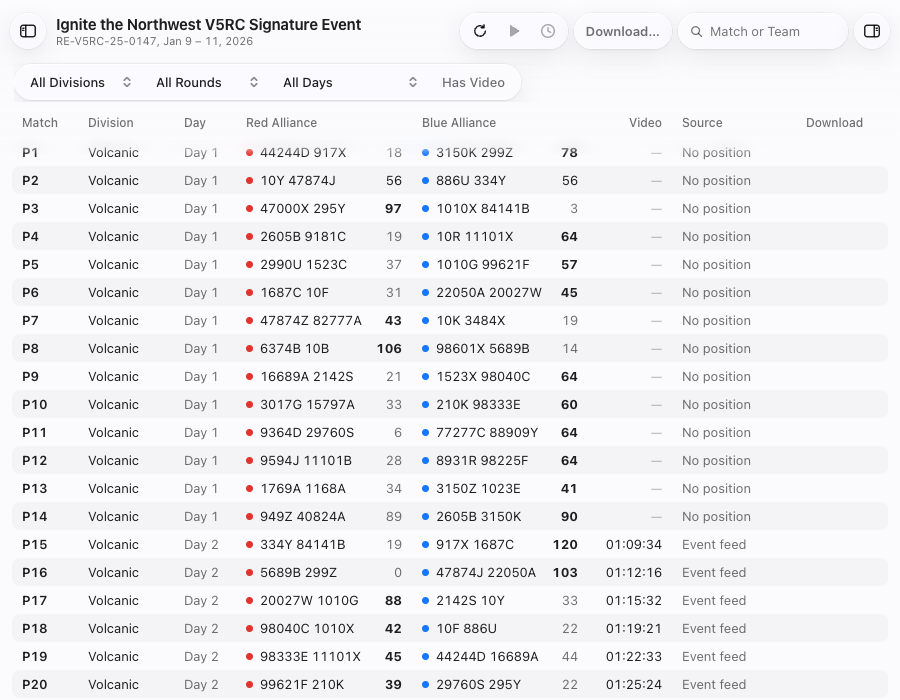 Ignite the Northwest V5RC Signature Event
RE-V5RC-25-0147, Jan 9 – 11, 2026
Download...
Match or Team
All Divisions All Rounds All Days Has Video
Match Division Day Red Alliance Blue Alliance Video Source Download
P1 Volcanic Day 1 44244D 917X 18 3150K 299Z 78 — No position
P2 Volcanic Day 1 10Y 47874J 56 886U 334Y 56 — No position
P3 Volcanic Day 1 47000X 295Y 97 1010X 84141B 3 — No position
P4 Volcanic Day 1 2605B 9181C 19 10R 11101X 64 — No position
P5 Volcanic Day 1 2990U 1523C 37 1010G 99621F 57 — No position
P6 Volcanic Day 1 1687C 10F 31 22050A 20027W 45 — No position
P7 Volcanic Day 1 47874Z 82777A 43 10K 3484X 19 — No position
P8 Volcanic Day 1 6374B 10B 106 98601X 5689B 14 — No position
P9 Volcanic Day 1 16689A 2142S 21 1523X 98040C 64 — No position
P10 Volcanic Day 1 3017G 15797A 33 210K 98333E 60 — No position
P11 Volcanic Day 1 9364D 29760S 6 77277C 88909Y 64 — No position
P12 Volcanic Day 1 9594J 11101B 28 8931R 98225F 64 — No position
P13 Volcanic Day 1 1769A 1168A 34 3150Z 1023E 41 — No position
P14 Volcanic Day 1 949Z 40824A 89 2605B 3150K 90 — No position
P15 Volcanic Day 2 334Y 84141B 19 917X 1687C 120 01:09:34 Event feed
P16 Volcanic Day 2 5689B 299Z 0 47874J 22050A 103 01:12:16 Event feed
P17 Volcanic Day 2 20027W 1010G 88 2142S 10Y 33 01:15:32 Event feed
P18 Volcanic Day 2 98040C 1010X 42 10F 886U 22 01:19:21 Event feed
P19 Volcanic Day 2 98333E 11101X 45 44244D 16689A 44 01:22:33 Event feed
P20 Volcanic Day 2 99621F 210K 39 29760S 295Y 22 01:25:24 Event feed